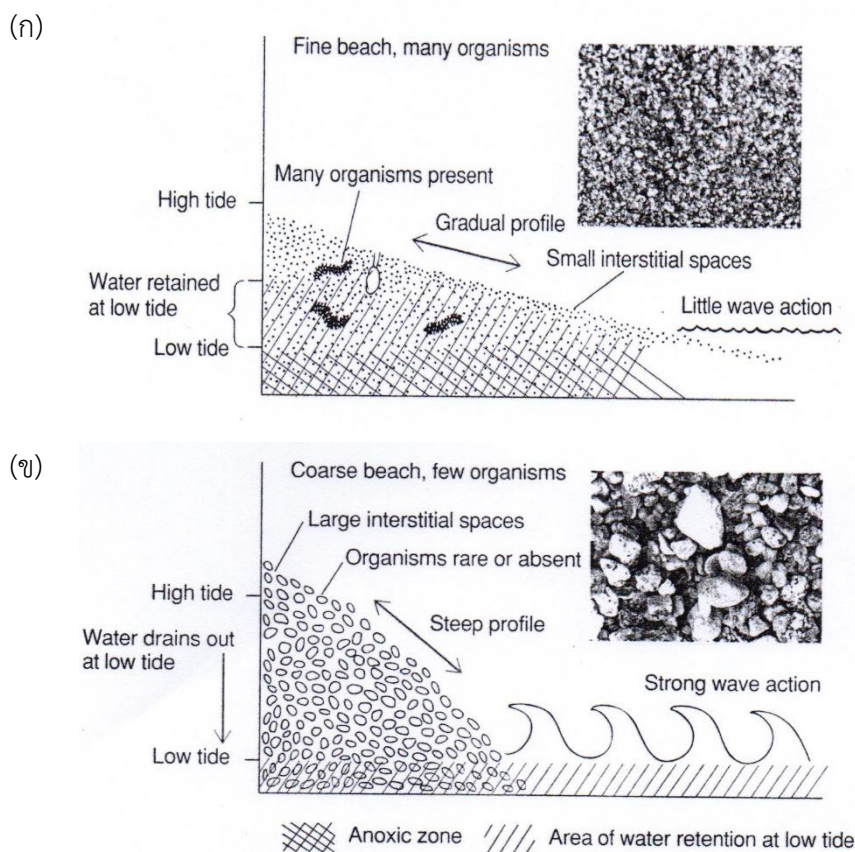 (ก)
Fine beach, many organisms
Many organisms present
High tide
Gradual profile
Small interstitial spaces
Water retained
at low tide
Little wave action
Low tide
(ข)
Coarse beach, few organisms
Large interstitial spaces
Organisms rare or absent
High tide
Steep profile
Water drains out
at low tide
Strong wave action
Low tide
Anoxic zone
Area of water retention at low tide